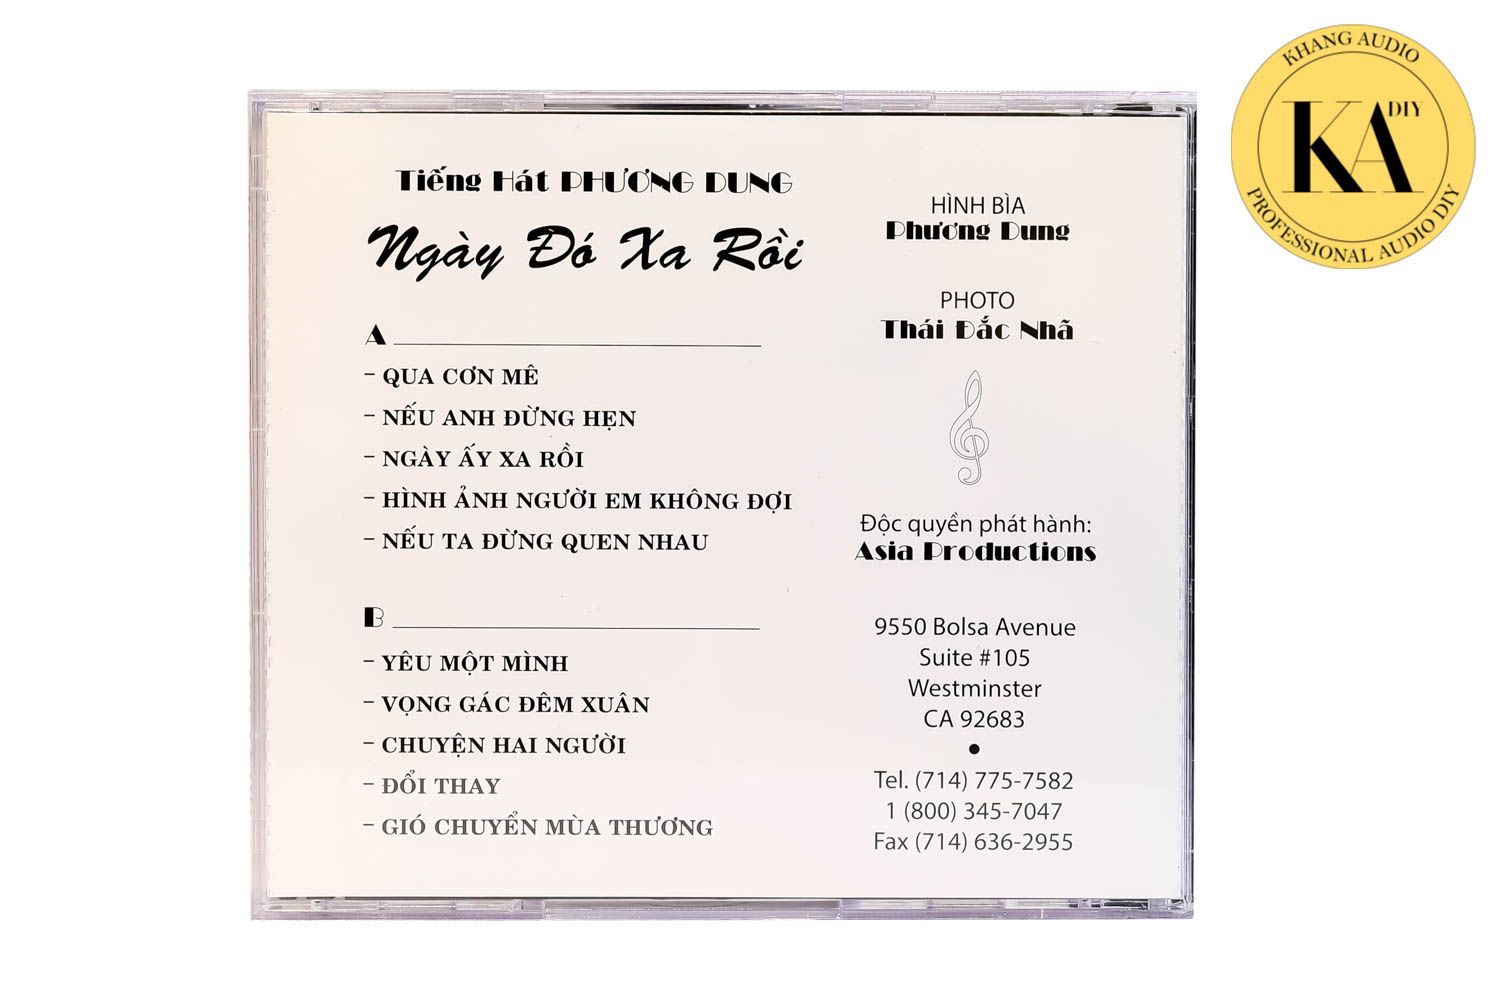 Tiếng Hát PHƯƠNG DUNG
Ngày Đó Xa Rồi
A
- QUA CƠN MÊ
- NẾU ANH ĐỪNG HẸN
- NGÀY ẤY XA RỒI
- HÌNH ẢNH NGƯỜI EM KHÔNG ĐỢI
- NẾU TA ĐỪNG QUEN NHAU
B
- YÊU MỘT MÌNH
- VỌNG GÁC ĐÊM XUÂN
- CHUYỆN HAI NGƯỜI
- ĐỔI THAY
- GIÓ CHUYỂN MÙA THƯƠNG
HÌNH BÌA
Phương Dung
PHOTO
Thái Đắc Nhã
Độc quyền phát hành:
Asia Productions
9550 Bolsa Avenue
Suite #105
Westminster
CA 92683
•
Tel. (714) 775-7582
1 (800) 345-7047
Fax (714) 636-2955
KHANG AUDIO
KA DIY
PROFESSIONAL AUDIO DIY